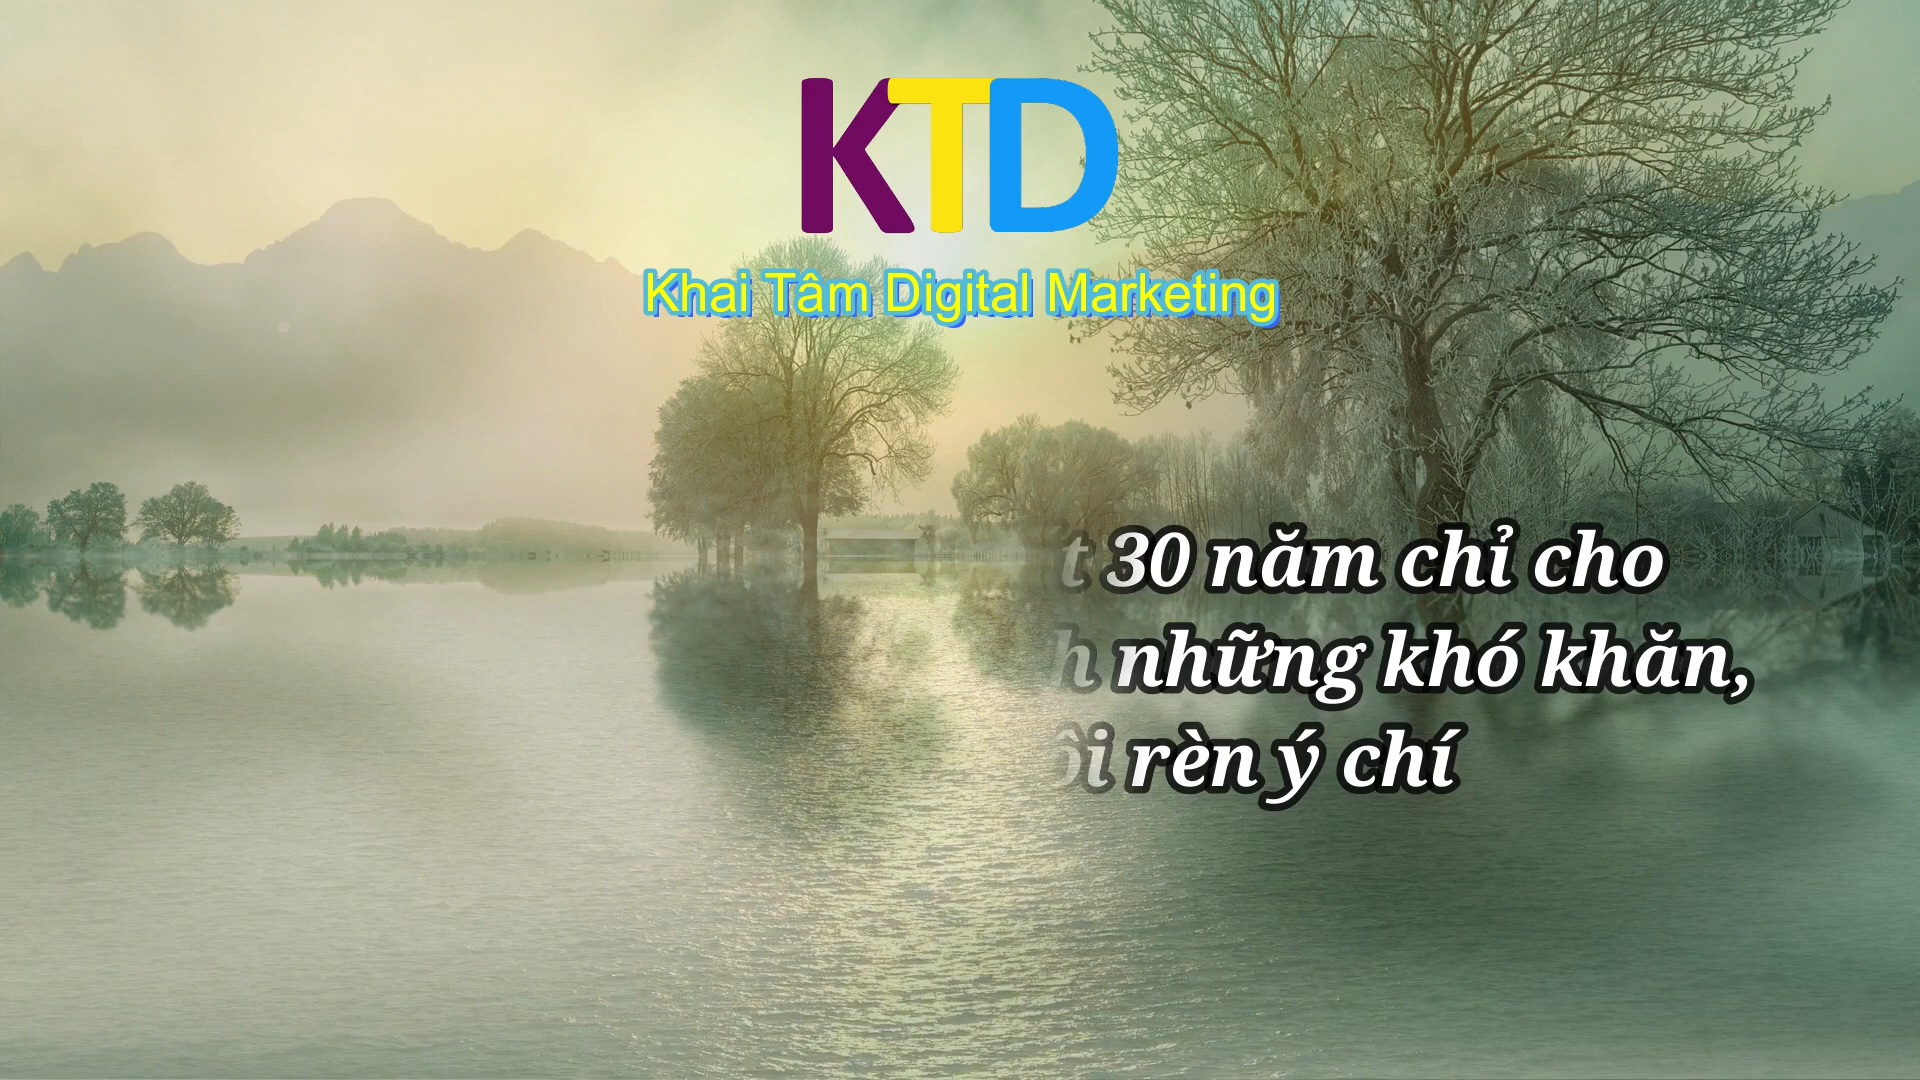 KTD
Khai Tâm Digital Marketing
30 năm chỉ cho
những khó khăn,
rèn ý chí